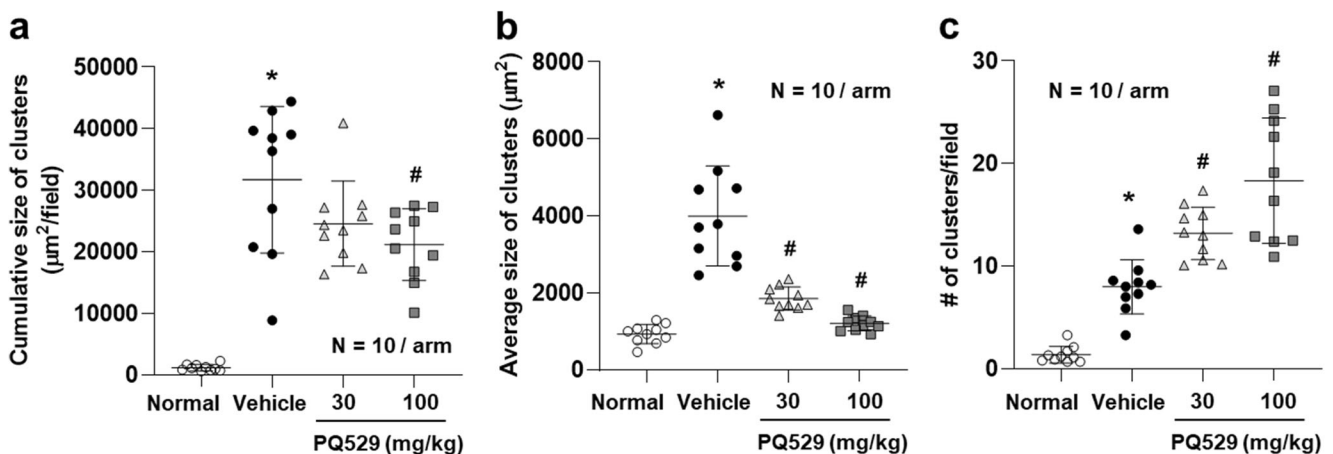 a
Cumulative size of clusters
(μm²/field)
50000
40000
30000
20000
10000
0
*
#
N = 10 / arm
Normal Vehicle 30 100
PQ529 (mg/kg)
b
Average size of clusters (μm²)
8000
6000
4000
2000
0
*
N = 10 / arm
#
#
Normal Vehicle 30 100
PQ529 (mg/kg)
c
# of clusters/field
30
20
10
0
#
N = 10 / arm
#
*
Normal Vehicle 30 100
PQ529 (mg/kg)